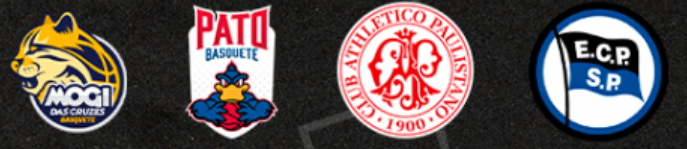 MOGI
DAS CRUZES
BASQUETE
PATO
BASQUETE
CLUB ATHLETICO PAULISTANO
• 1900 •
E.C.P.
S.P.